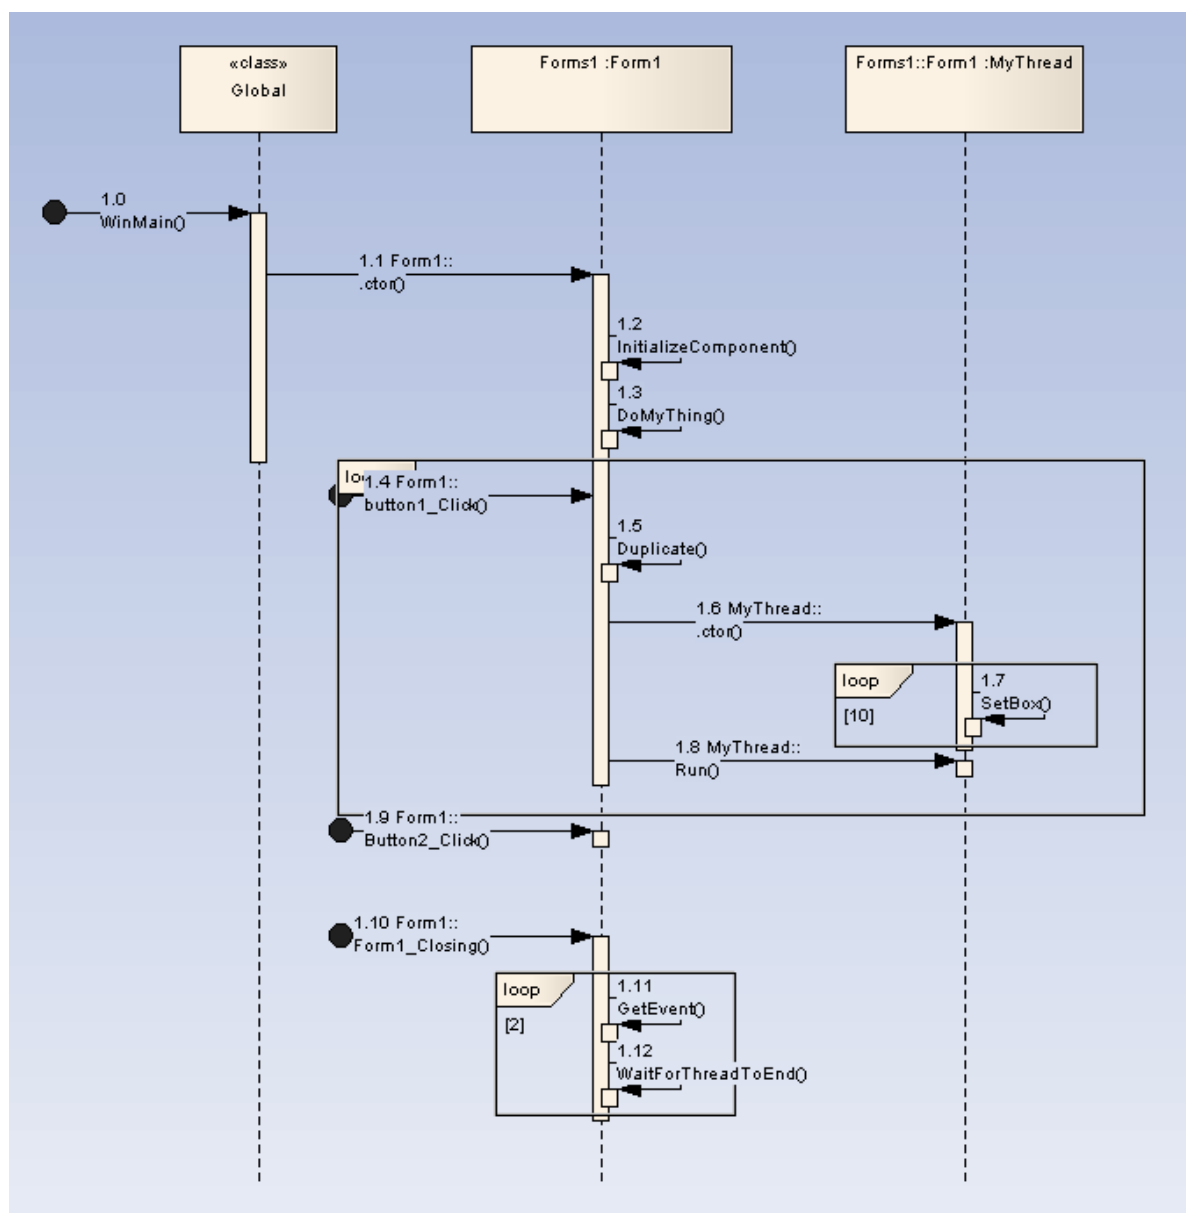 «class»
Global
Forms1 :Form1
Forms1::Form1 :MyThread
1.0
WinMain()
1.1 Form1::
.ctor()
1.2
InitializeComponent()
1.3
DoMyThing()
1.4 Form1::
button1_Click()
1.5
Duplicate()
1.6 MyThread::
.ctor()
loop
[10]
1.7
SetBox()
1.8 MyThread::
Run()
1.9 Form1::
Button2_Click()
1.10 Form1::
Form1_Closing()
loop
[2]
1.11
GetEvent()
1.12
WaitForThreadToEnd()